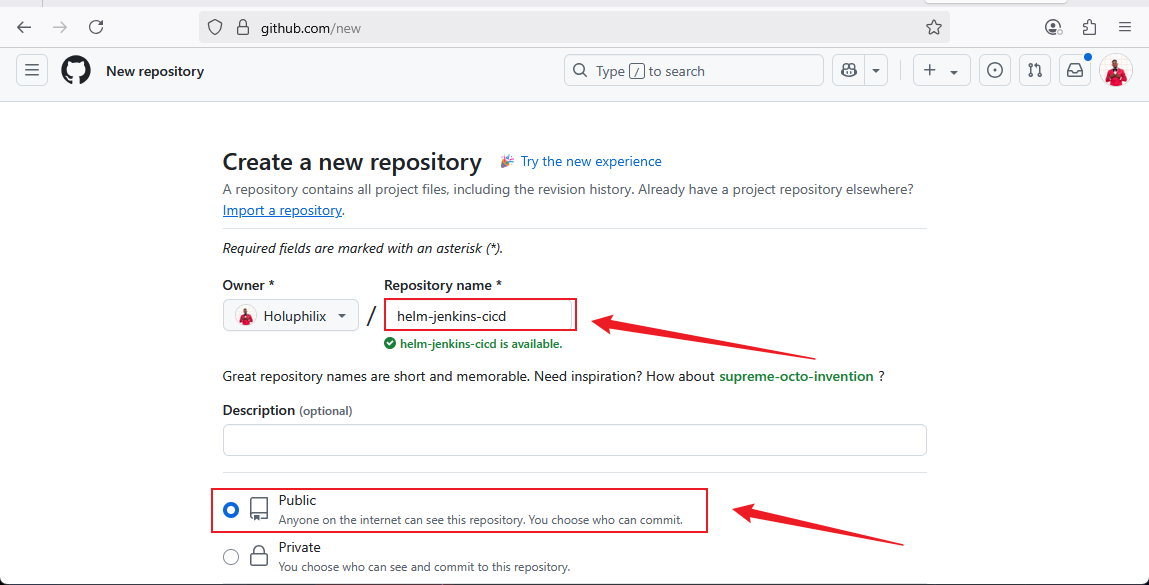 github.com/new
New repository
Type / to search
Create a new repository
Try the new experience
A repository contains all project files, including the revision history. Already have a project repository elsewhere?
Import a repository.
Required fields are marked with an asterisk (*).
Owner *
Repository name *
Holuphilix
/
helm-jenkins-cicd
helm-jenkins-cicd is available.
Great repository names are short and memorable. Need inspiration? How about supreme-octo-invention ?
Description (optional)
Public
Anyone on the internet can see this repository. You choose who can commit.
Private
You choose who can see and commit to this repository.